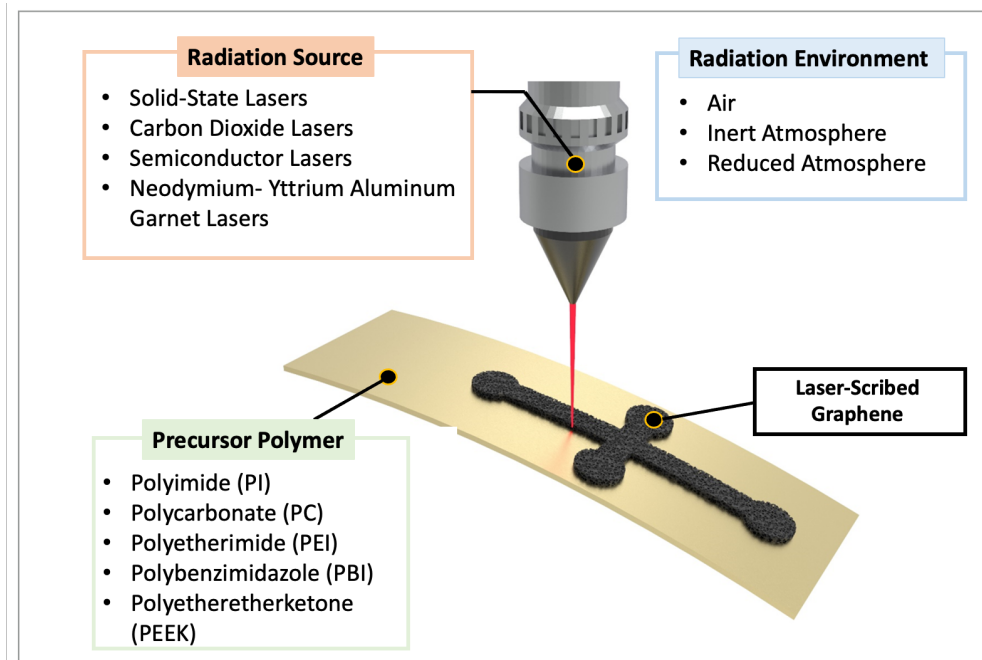 Radiation Source
• Solid-State Lasers
• Carbon Dioxide Lasers
• Semiconductor Lasers
• Neodymium- Yttrium Aluminum
Garnet Lasers
Radiation Environment
• Air
• Inert Atmosphere
• Reduced Atmosphere
Laser-Scribed
Graphene
Precursor Polymer
• Polyimide (PI)
• Polycarbonate (PC)
• Polyetherimide (PEI)
• Polybenzimidazole (PBI)
• Polyetheretherketone
(PEEK)